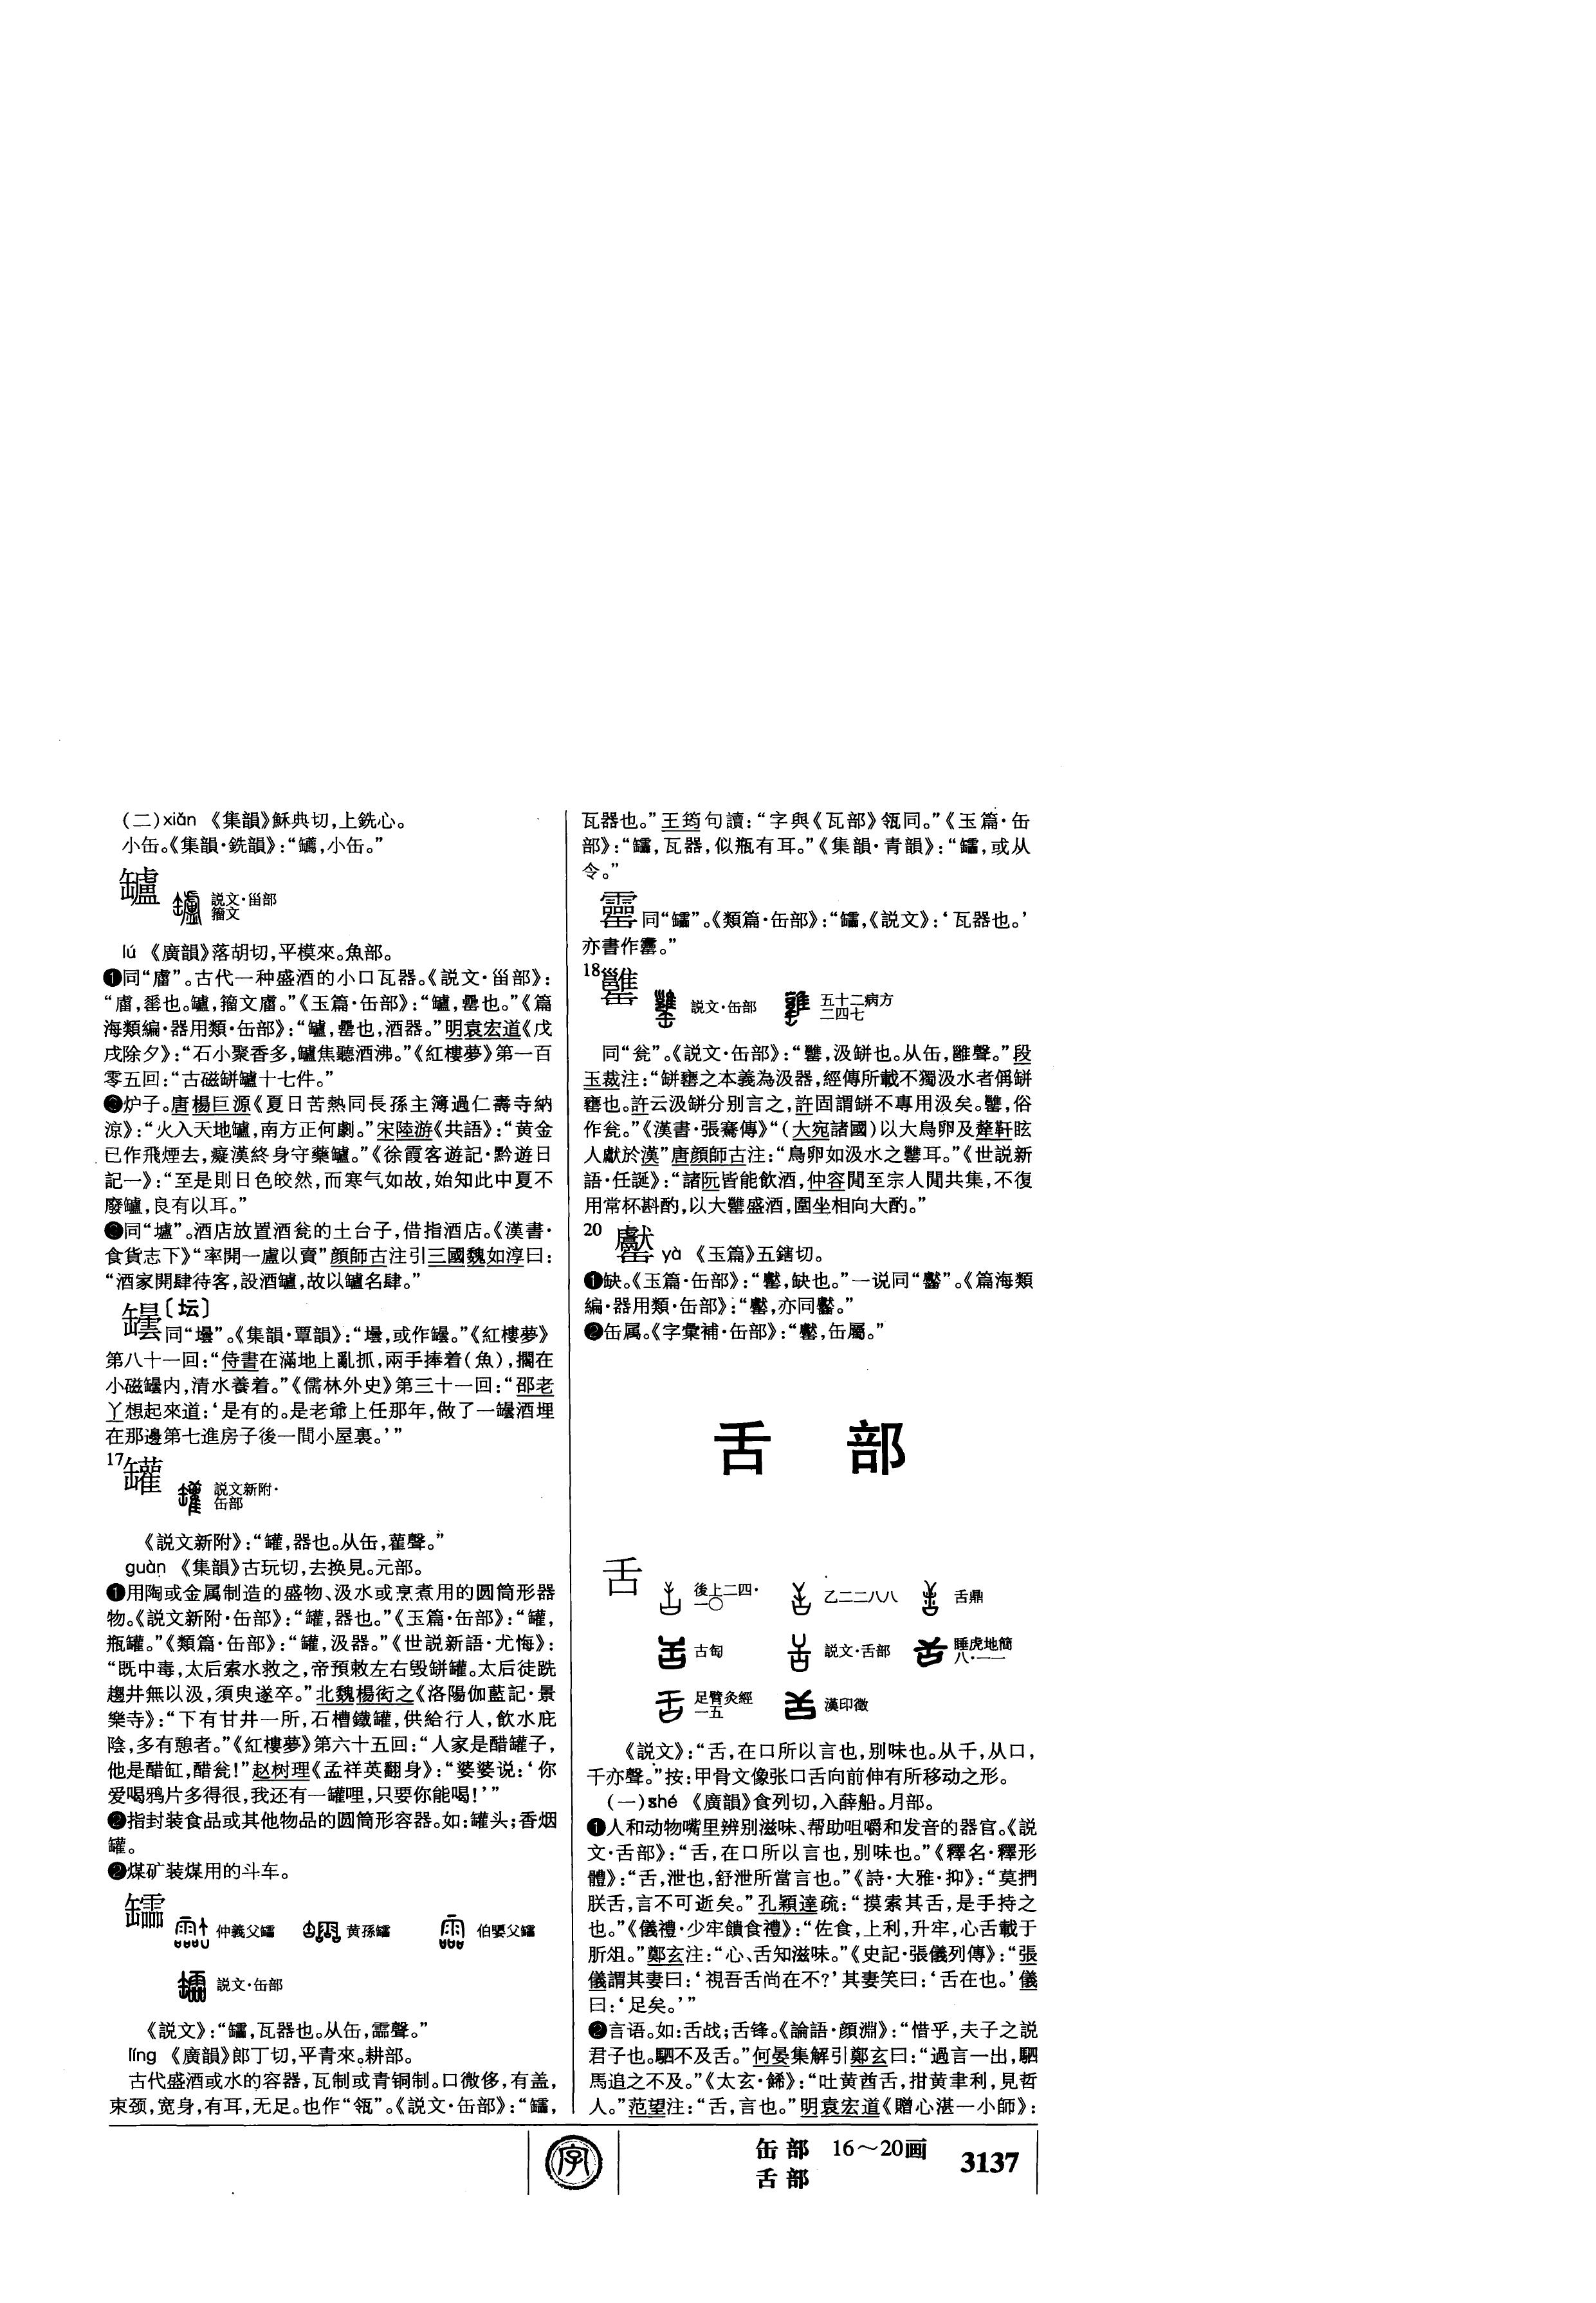 (二)xiǎn 《集韻》穌典切,上銑心。
小缶。《集韻·銑韻》:“䍎,小缶。”
罏
説文·甾部
籀文
lú 《廣韻》落胡切,平模來。魚部。
❶同“㿖”。古代一种盛酒的小口瓦器。《説文·甾部》:
“,也。罏,籀文。”《玉篇·缶部》:“罏,罍也。”《篇
海類編·器用類·缶部》:“罏,罍也,酒器。”明袁宏道《戊
戌除夕》:“石小聚香多,罏焦聽酒沸。”《紅樓夢》第一百
零五回:“古磁缾罏十七件。”
炉子。唐楊巨源《夏日苦熱同長孫主簿過仁壽寺納
涼》:“火入天地罏,南方正何劇。”宋陸游《共語》:“黄金
已作飛煙去,癡漢終身守藥罏。”《徐霞客遊記·黔遊日
記一》:“至是則日色皎然,而寒气如故,始知此中夏不
廢罏,良有以耳。”
❸同“壚”。酒店放置酒瓮的土台子,借指酒店。《漢書·
食貨志下》“率開一盧以賣”顔師古注引三國魏如淳曰:
“酒家開肆待客,設酒罏,故以罏名肆。”
罎〔坛〕
同“壜”。《集韻·覃韻》:“壜,或作罎。”《紅樓夢》
第八十一回:“侍書在滿地上亂抓,兩手捧着(魚),擱在
小磁罎内,清水養着。”《儒林外史》第三十一回:“邵老
丫想起來道:‘是有的。是老爺上任那年,做了一罎酒埋
在那邊第七進房子後一間小屋裏。’”
17罐
説文新附·
缶部
《説文新附》:“罐,器也。从缶,雚聲。”
guàn 《集韻》古玩切,去换見。元部。
❶用陶或金属制造的盛物、汲水或烹煮用的圆筒形器
物。《説文新附·缶部》:“罐,器也。”《玉篇·缶部》:“罐,
瓶罐。”《類篇·缶部》:“罐,汲器。”《世説新語·尤悔》:
“既中毒,太后索水救之,帝預敕左右毁缾罐。太后徒跣
趨井無以汲,須臾遂卒。”北魏楊衒之《洛陽伽藍記·景
樂寺》:“下有甘井一所,石槽鐵罐,供給行人,飲水庇
陰,多有憩者。”《紅樓夢》第六十五回:“人家是醋罐子,
他是醋缸,醋瓮!”赵树理《孟祥英翻身》:“婆婆说:‘你
爱喝鸦片多得很,我还有一罐哩,只要你能喝!’”
❷指封装食品或其他物品的圆筒形容器。如:罐头;香烟
罐。
❷煤矿装煤用的斗车。
䍅
仲義父䍅 黄孫䍅 伯䍅
説文·缶部
《説文》:“䍅,瓦器也。从缶,霝聲。”
líng 《廣韻》郎丁切,平青來。耕部。
古代盛酒或水的容器,瓦制或青铜制。口微侈,有盖,
束颈,宽身,有耳,无足。也作“瓴”。《説文·缶部》:“䍅,
瓦器也。”王筠句讀:“字與《瓦部》瓴同。”《玉篇·缶
部》:“䍅,瓦器,似瓶有耳。”《集韻·青韻》:“䍅,或从
令。”
同“䍅”。《類篇·缶部》:“䍅,《説文》:‘瓦器也。’
亦書作。”
18
説文·缶部 五十二病方
二四七
同“瓮”。《説文·缶部》:“罋,汲缾也。从缶,雝聲。”段
玉裁注:“缾罋之本義為汲器,經傳所載不獨汲水者偁缾
罋也。許云汲缾分别言之,許固謂缾不專用汲矣。罋,俗
作瓮。”《漢書·張騫傳》“(大宛諸國)以大鳥卵及犛靬眩
人獻於漢”唐顔師古注:“鳥卵如汲水之罋耳。”《世説新
語·任誕》:“諸阮皆能飲酒,仲容閒至宗人閒共集,不復
用常杯斟酌,以大罋盛酒,圍坐相向大酌。”
20
yà 《玉篇》五鎋切。
❶缺。《玉篇·缶部》:“,缺也。”一说同“”。《篇海類
編·器用類·缶部》:“,亦同。”
❷缶属。《字彙補·缶部》:“,缶屬。”
舌 部
舌
後上二四· 乙二二八八 舌鼎
一〇
古匋 説文·舌部 睡虎地簡
八·一一
足臂灸經 漢印徵
一五
《説文》:“舌,在口所以言也,别味也。从千,从口,
千亦聲。”按:甲骨文像张口舌向前伸有所移动之形。
(一)shé 《廣韻》食列切,入薛船。月部。
❶人和动物嘴里辨别滋味、帮助咀嚼和发音的器官。《説
文·舌部》:“舌,在口所以言也,别味也。”《釋名·釋形
體》:“舌,泄也,舒泄所當言也。”《詩·大雅·抑》:“莫捫
朕舌,言不可逝矣。”孔穎達疏:“摸索其舌,是手持之
也。”《儀禮·少牢饋食禮》:“佐食,上利,升牢,心舌載于
肵俎。”鄭玄注:“心、舌知滋味。”《史記·張儀列傳》:“張
儀謂其妻曰:‘視吾舌尚在不?’其妻笑曰:‘舌在也。’儀
曰:‘足矣。’”
❷言语。如:舌战;舌锋。《論語·顔淵》:“惜乎,夫子之説
君子也。駟不及舌。”何晏集解引鄭玄曰:“過言一出,駟
馬追之不及。”《太玄·餙》:“吐黄酋舌,拑黄聿利,見哲
人。”范望注:“舌,言也。”明袁宏道《贈心湛一小師》:
字
缶部 16～20画
舌部
3137